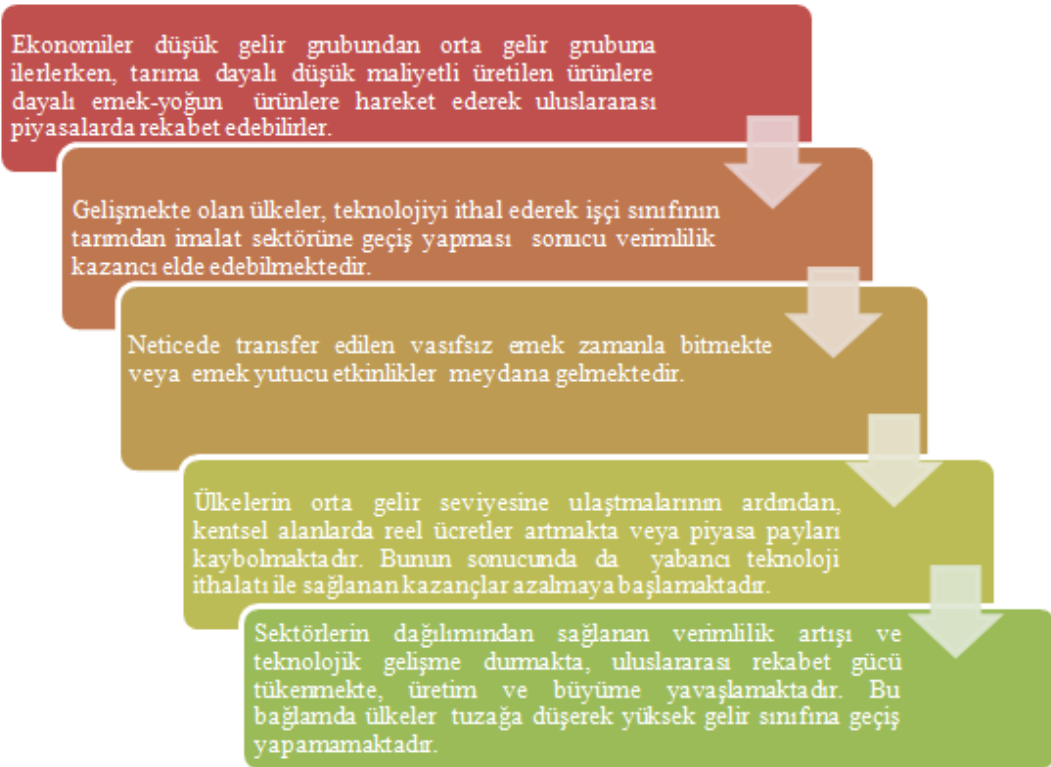 Ekonomiler düşük gelir grubundan orta gelir grubuna
ilerlerken, tarıma dayalı düşük maliyetli üretilen ürünlere
dayalı emek-yoğun ürünlere hareket ederek uluslararası
piyasalarda rekabet edebilirler.
Gelişmekte olan ülkeler, teknolojiyi ithal ederek işçi sınıfının
tarımdan imalat sektörüne geçiş yapması sonucu verimlilik
kazancı elde edebilmektedir.
Neticede transfer edilen vasıfsız emek zamanla bitmekte
veya emek yutucu etkinlikler meydana gelmektedir.
Ülkelerin orta gelir seviyesine ulaştmalarının ardından,
kentsel alanlarda reel ücretler artmakta veya piyasa payları
kaybolmaktadır. Bunun sonucunda da yabancı teknoloji
ithalatı ile sağlanan kazançlar azalmaya başlamaktadır.
Sektörlerin dağılımından sağlanan verimlilik artışı ve
teknolojik gelişme durmakta, uluslararası rekabet gücü
tükenmekte, üretim ve büyüme yavaşlamaktadır. Bu
bağlamda ülkeler tuzağa düşerek yüksek gelir sınıfına geçiş
yapamamaktadır.